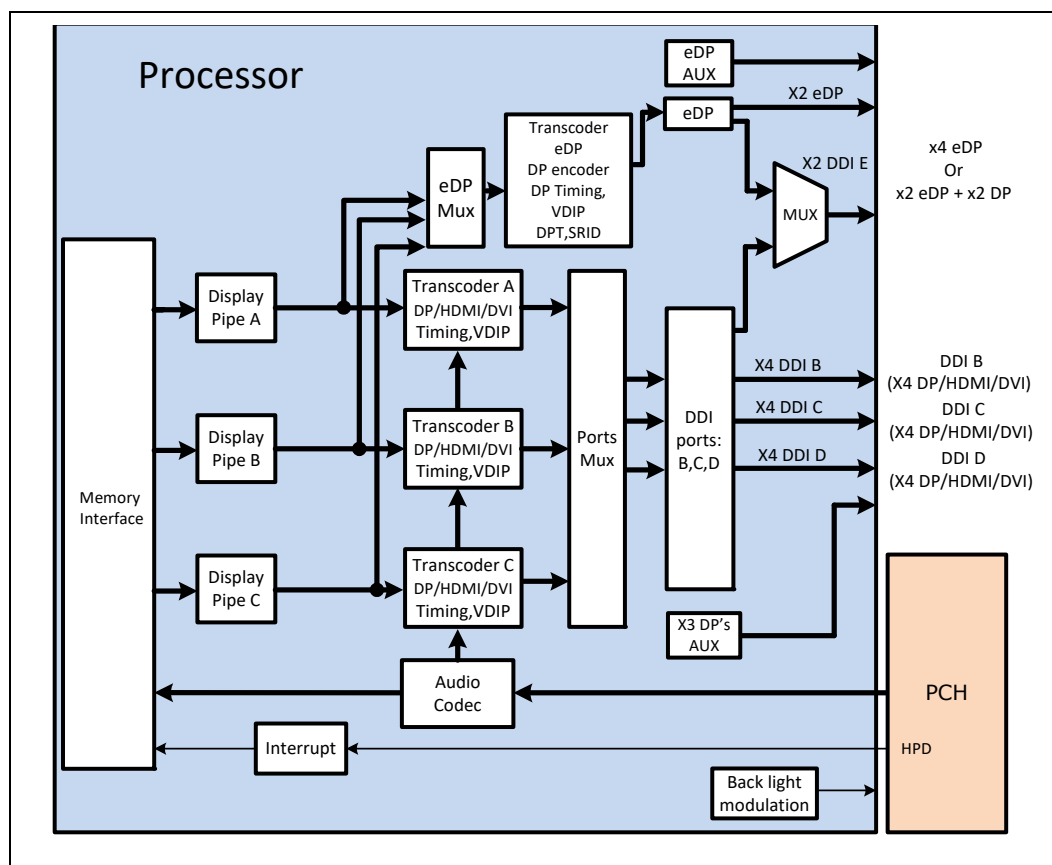 Processor
eDP
AUX
X2 eDP
eDP
Transcoder
eDP
DP encoder
DP Timing,
VDIP
DPT,SRID
eDP
Mux
X2 DDI E
MUX
x4 eDP
Or
x2 eDP + x2 DP
Memory
Interface
Display
Pipe A
Transcoder A
DP/HDMI/DVI
Timing,VDIP
Display
Pipe B
Transcoder B
DP/HDMI/DVI
Timing,VDIP
Display
Pipe C
Transcoder C
DP/HDMI/DVI
Timing,VDIP
Ports
Mux
DDI
ports:
B,C,D
X4 DDI B
X4 DDI C
X4 DDI D
DDI B
(X4 DP/HDMI/DVI)
DDI C
(X4 DP/HDMI/DVI)
DDI D
(X4 DP/HDMI/DVI)
X3 DP's
AUX
Audio
Codec
PCH
Interrupt
HPD
Back light
modulation